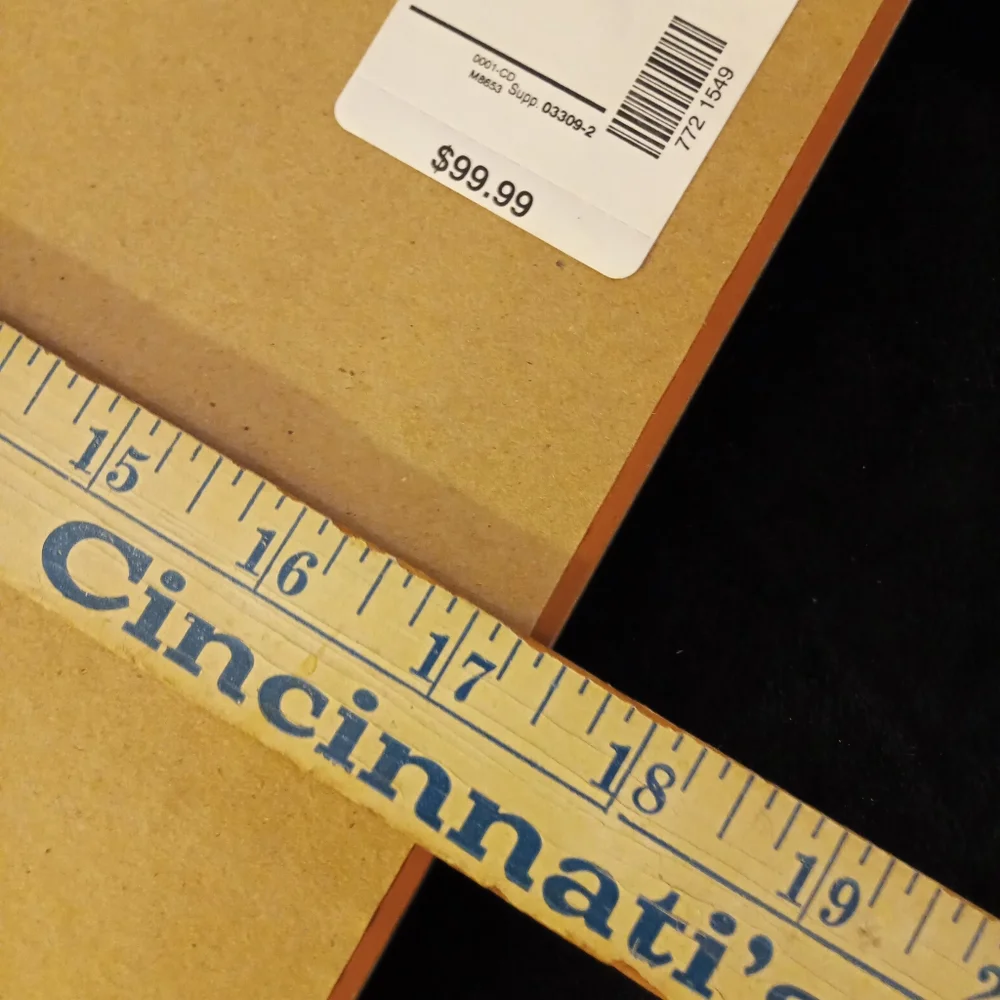 0001-CD
M8653 Supp. 03309-2
772 1549
$99.99
15 16 17 18 19
Cincinnati's